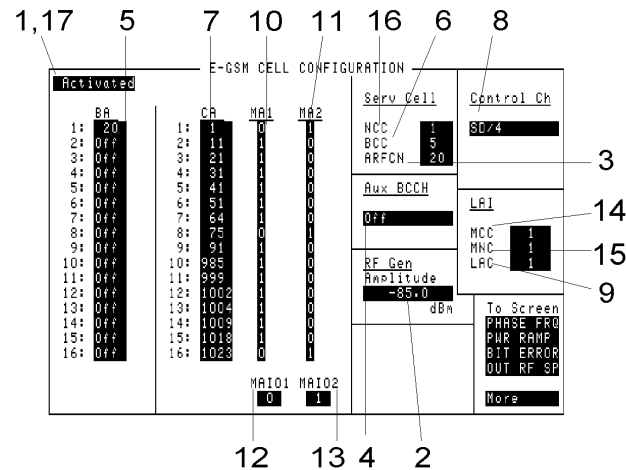 1,17 5 7 10 11 16 6 8
E-GSM CELL CONFIGURATION
Activated
BA
1: 20
2: Off
3: Off
4: Off
5: Off
6: Off
7: Off
8: Off
9: Off
10: Off
11: Off
12: Off
13: Off
14: Off
15: Off
16: Off
CA MA1 MA2
1: 1 0 1
2: 11 1 0
3: 21 1 0
4: 31 1 0
5: 41 1 0
6: 51 1 0
7: 64 1 0
8: 75 0 1
9: 91 1 0
10: 985 1 0
11: 999 1 0
12: 1002 1 0
13: 1004 1 0
14: 1009 1 0
15: 1018 1 0
16: 1023 0 1
MAIO1 MAIO2
0 1
Serv Cell
NCC 1
BCC 5
ARFCN 20
Aux BCCH
Off
RF Gen
Amplitude
-85.0
dBm
Control Ch
SD/4
3
LAI
MCC 1
MNC 1
LAC 1
14
15
9
To Screen
PHASE FRQ
PWR RAMP
BIT ERROR
OUT RF SP
More
12 13 4 2